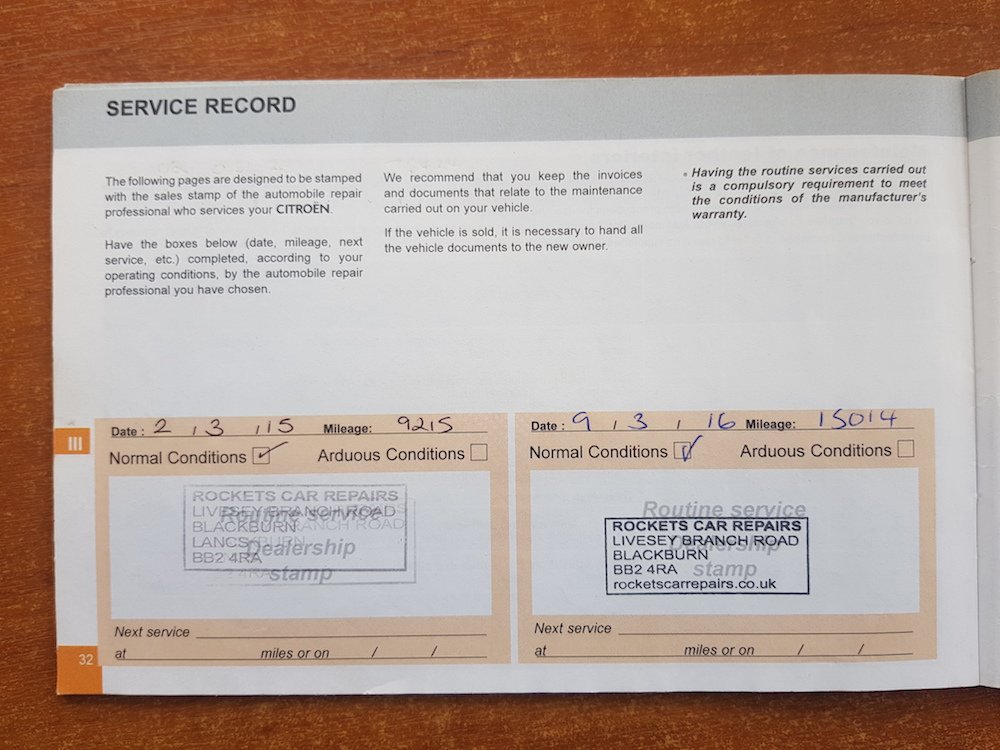 SERVICE RECORD
The following pages are designed to be stamped
with the sales stamp of the automobile repair
professional who services your CITROËN.
Have the boxes below (date, mileage, next
service, etc.) completed, according to your
operating conditions, by the automobile repair
professional you have chosen.
We recommend that you keep the invoices
and documents that relate to the maintenance
carried out on your vehicle.
If the vehicle is sold, it is necessary to hand all
the vehicle documents to the new owner.
Having the routine services carried out
is a compulsory requirement to meet
the conditions of the manufacturer's
warranty.
III
Date : 2 / 3 / 15 Mileage: 9215
Normal Conditions ✓ Arduous Conditions
Routine service
Dealership
stamp
ROCKETS CAR REPAIRS
LIVESEY BRANCH ROAD
BLACKBURN
LANCS
BB2 4RA
Next service
at miles or on / /
Date : 9 / 3 / 16 Mileage: 15014
Normal Conditions ✓ Arduous Conditions
Routine service
Dealership
stamp
ROCKETS CAR REPAIRS
LIVESEY BRANCH ROAD
BLACKBURN
BB2 4RA
rocketscarrepairs.co.uk
Next service
at miles or on / /
32